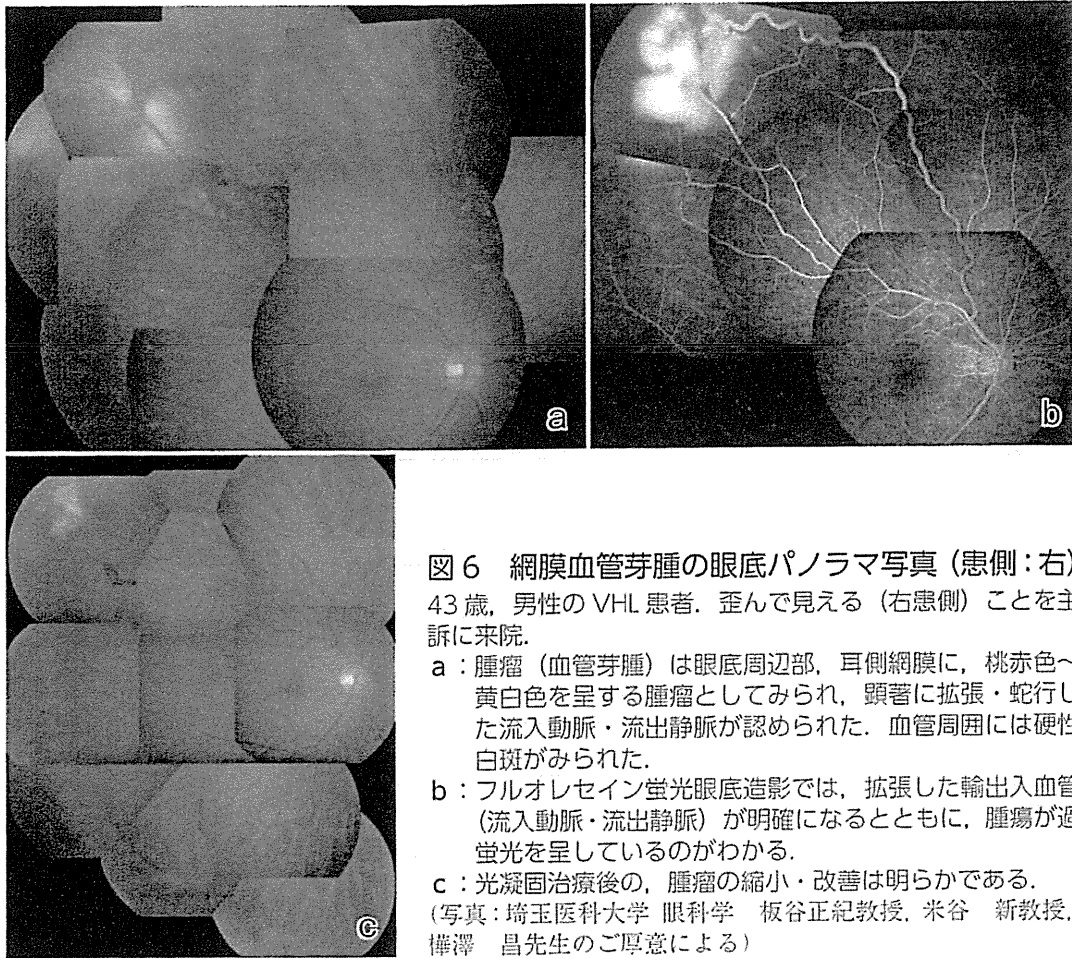 a
b
c
図6 網膜血管芽腫の眼底パノラマ写真（患側：右）
43歳，男性のVHL患者．歪んで見える（右患側）ことを主
訴に来院．
a：腫瘤（血管芽腫）は眼底周辺部，耳側網膜に，桃赤色〜
黄白色を呈する腫瘤としてみられ，顕著に拡張・蛇行し
た流入動脈・流出静脈が認められた．血管周囲には硬性
白斑がみられた．
b：フルオレセイン蛍光眼底造影では，拡張した輸出入血管
（流入動脈・流出静脈）が明確になるとともに，腫瘍が過
蛍光を呈しているのがわかる．
c：光凝固治療後の，腫瘤の縮小・改善は明らかである．
（写真：埼玉医科大学 眼科学 板谷正紀教授，米谷 新教授，
樺澤 昌先生のご厚意による）